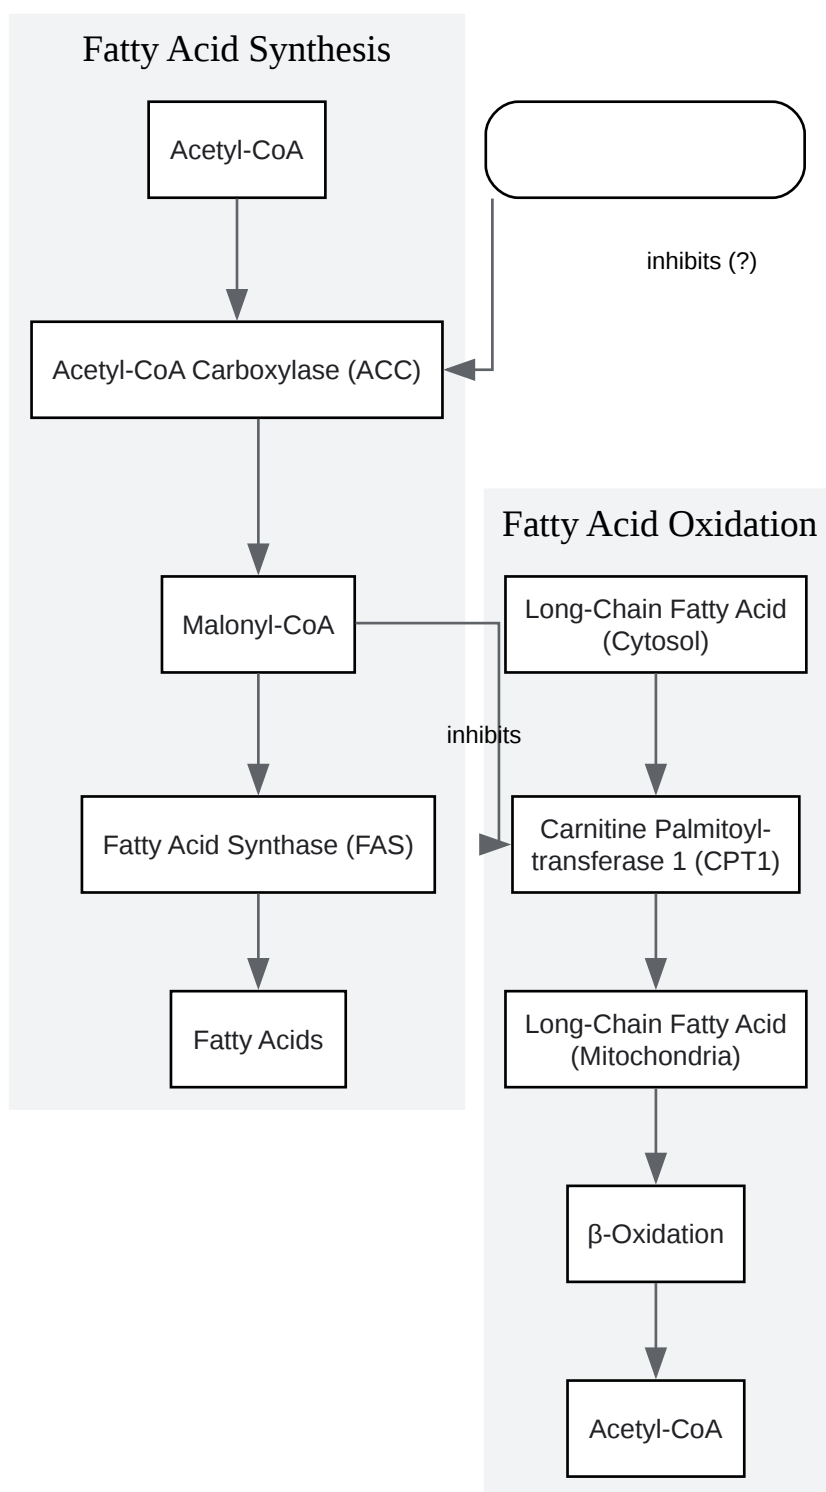 Fatty Acid Synthesis
Acetyl-CoA
inhibits (?)
Acetyl-CoA Carboxylase (ACC)
Malonyl-CoA
inhibits
Fatty Acid Synthase (FAS)
Fatty Acids
Fatty Acid Oxidation
Long-Chain Fatty Acid
(Cytosol)
Carnitine Palmitoyl-
transferase 1 (CPT1)
Long-Chain Fatty Acid
(Mitochondria)
β-Oxidation
Acetyl-CoA